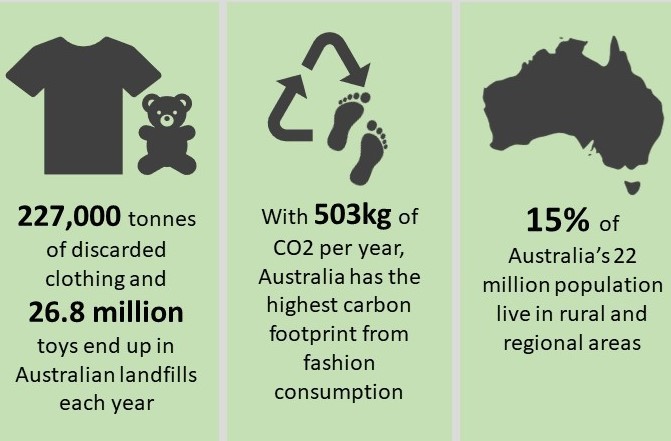 227,000 tonnes
of discarded
clothing and
26.8 million
toys end up in
Australian landfills
each year
With 503kg of
CO2 per year,
Australia has the
highest carbon
footprint from
fashion
consumption
15% of
Australia's 22
million population
live in rural and
regional areas